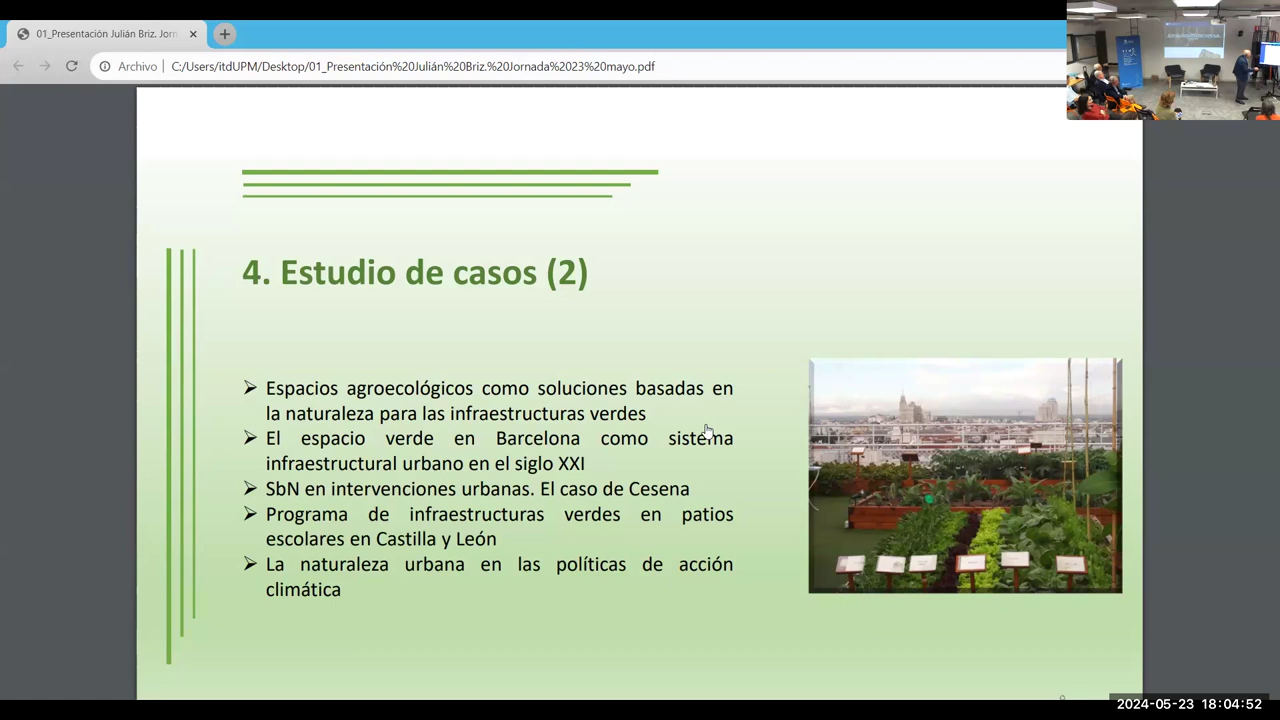 01_Presentación Julián Briz. Jorn
Archivo
C:/Users/itdUPM/Desktop/01_Presentación%20Julián%20Briz.%20Jornada%2023%20mayo.pdf
4. Estudio de casos (2)
Espacios agroecológicos como soluciones basadas en
la naturaleza para las infraestructuras verdes
El espacio verde en Barcelona como sistema
infraestructural urbano en el siglo XXI
SbN en intervenciones urbanas. El caso de Cesena
Programa de infraestructuras verdes en patios
escolares en Castilla y León
La naturaleza urbana en las políticas de acción
climática
2024-05-23 18:04:52